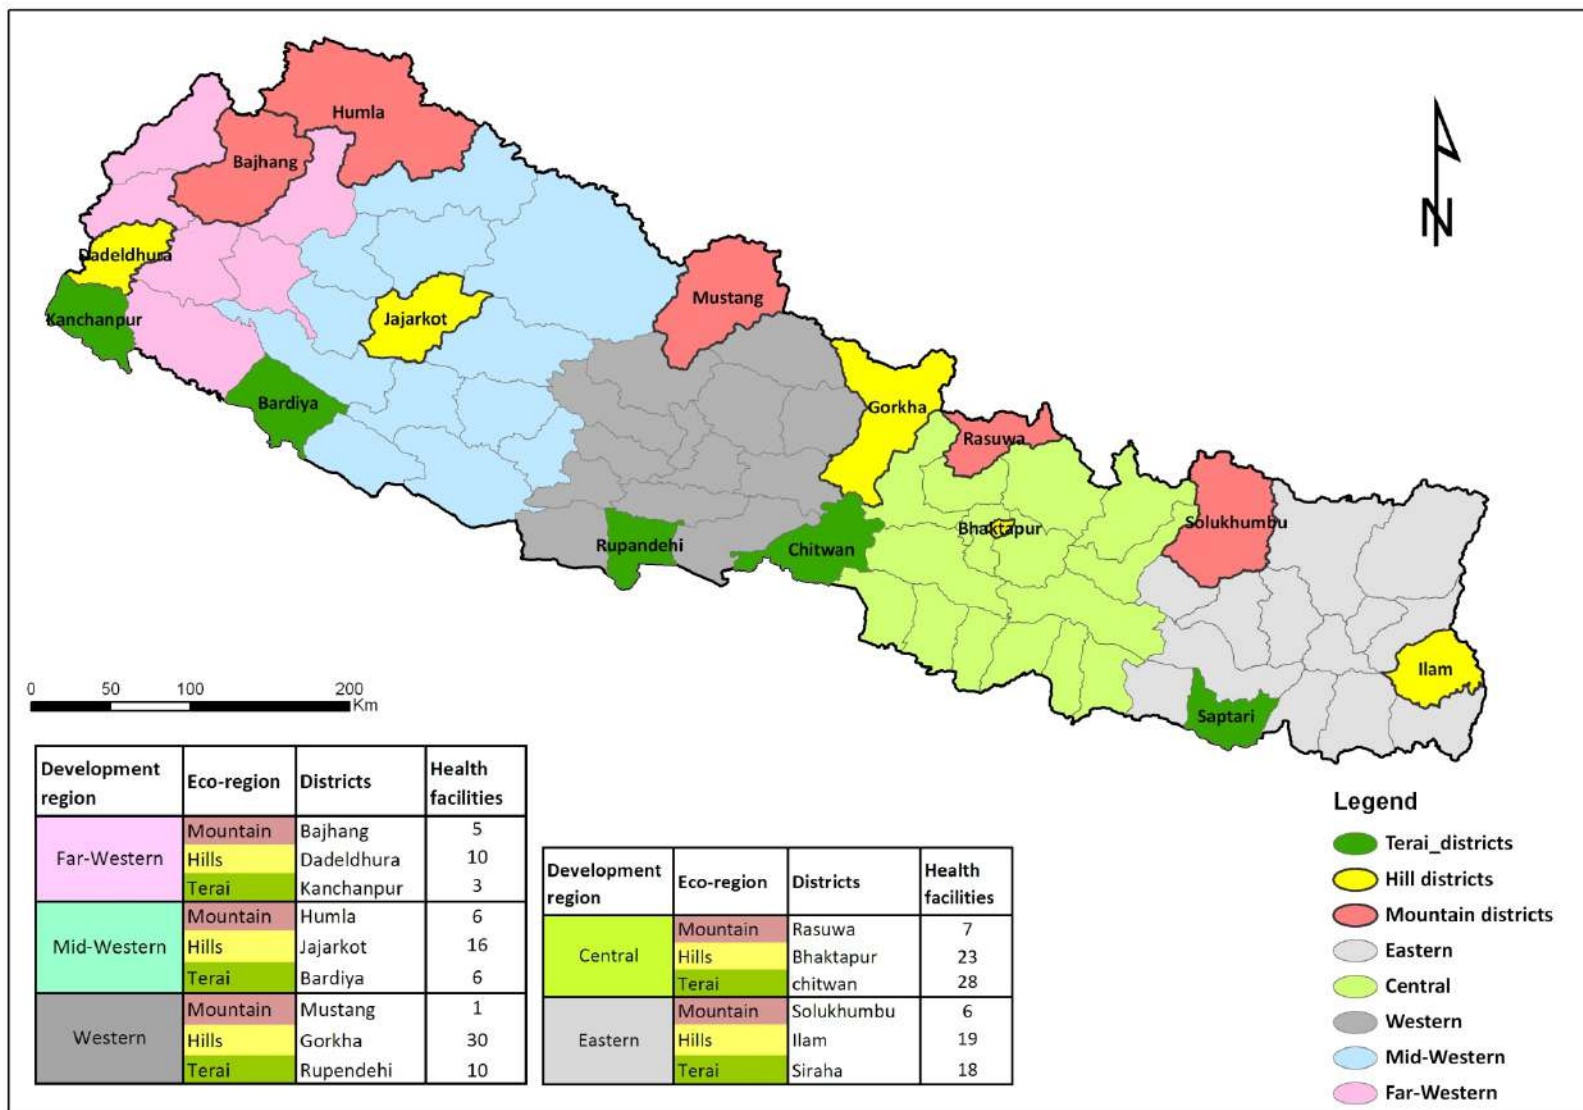 Humla
Bajhang
Dadeldhura
Kanchanpur
Jajarkot
Mustang
Bardiya
Gorkha
Rasuwa
Rupandehi
Chitwan
Bhaktapur
Solukhumbu
Ilam
Saptari
N
0 50 100 200
Km
Development region Eco-region Districts Health facilities
Far-Western Mountain Bajhang 5
Hills Dadeldhura 10
Terai Kanchanpur 3
Mid-Western Mountain Humla 6
Hills Jajarkot 16
Terai Bardiya 6
Western Mountain Mustang 1
Hills Gorkha 30
Terai Rupendehi 10
Development region Eco-region Districts Health facilities
Central Mountain Rasuwa 7
Hills Bhaktapur 23
Terai chitwan 28
Eastern Mountain Solukhumbu 6
Hills Ilam 19
Terai Siraha 18
Legend
Terai_districts
Hill districts
Mountain districts
Eastern
Central
Western
Mid-Western
Far-Western